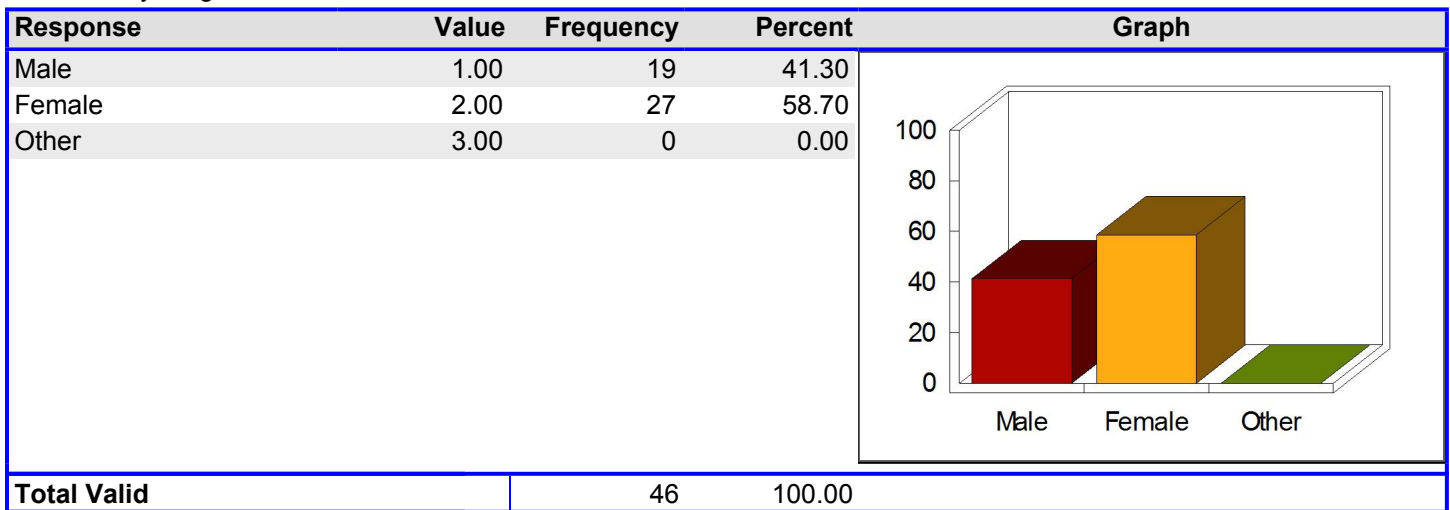 Response Value Frequency Percent Graph
Male 1.00 19 41.30
Female 2.00 27 58.70
Other 3.00 0 0.00
100
80
60
40
20
0
Male Female Other
Total Valid 46 100.00